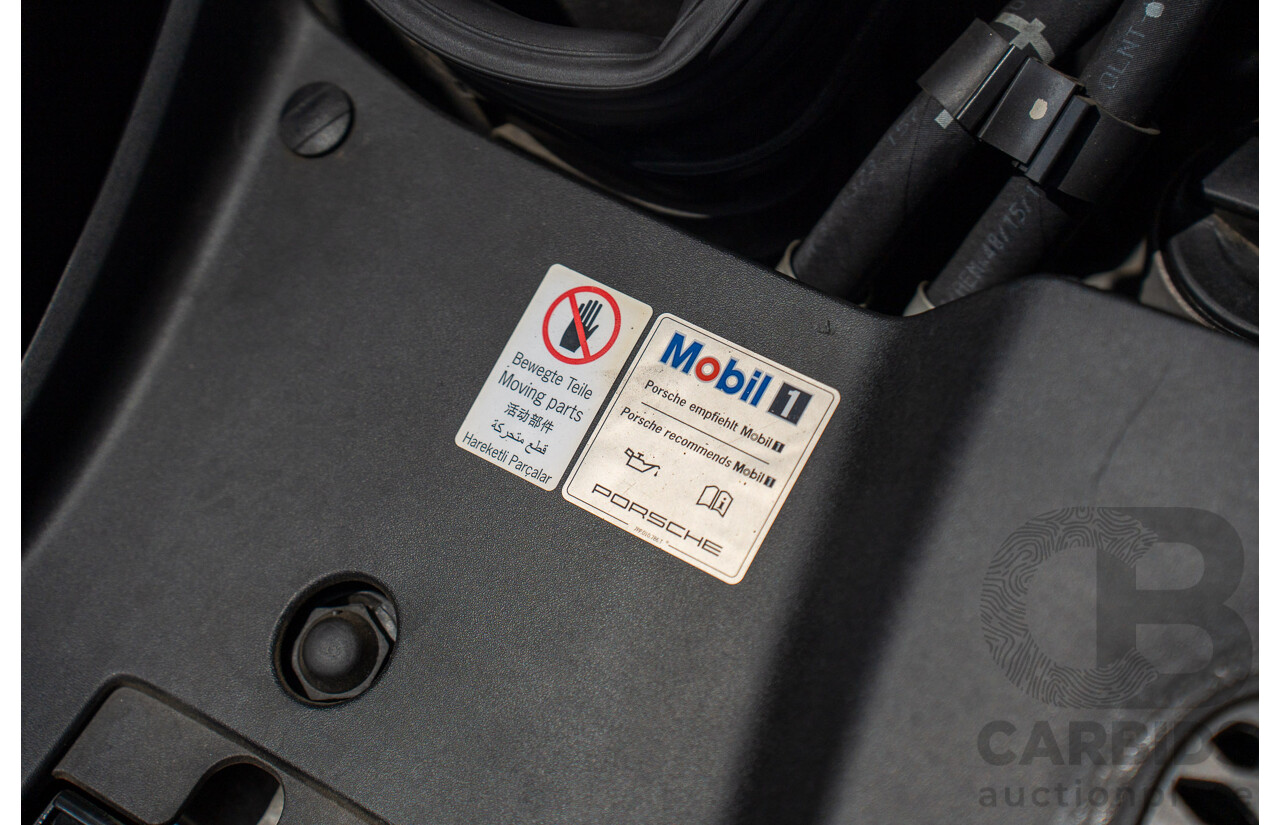 Bewegte Teile
Moving parts
活动部件
قطع متحركة
Hareketli Parçalar
Mobil 1
Porsche empfiehlt Mobil 1
Porsche recommends Mobil 1
PORSCHE
CB
CARBID